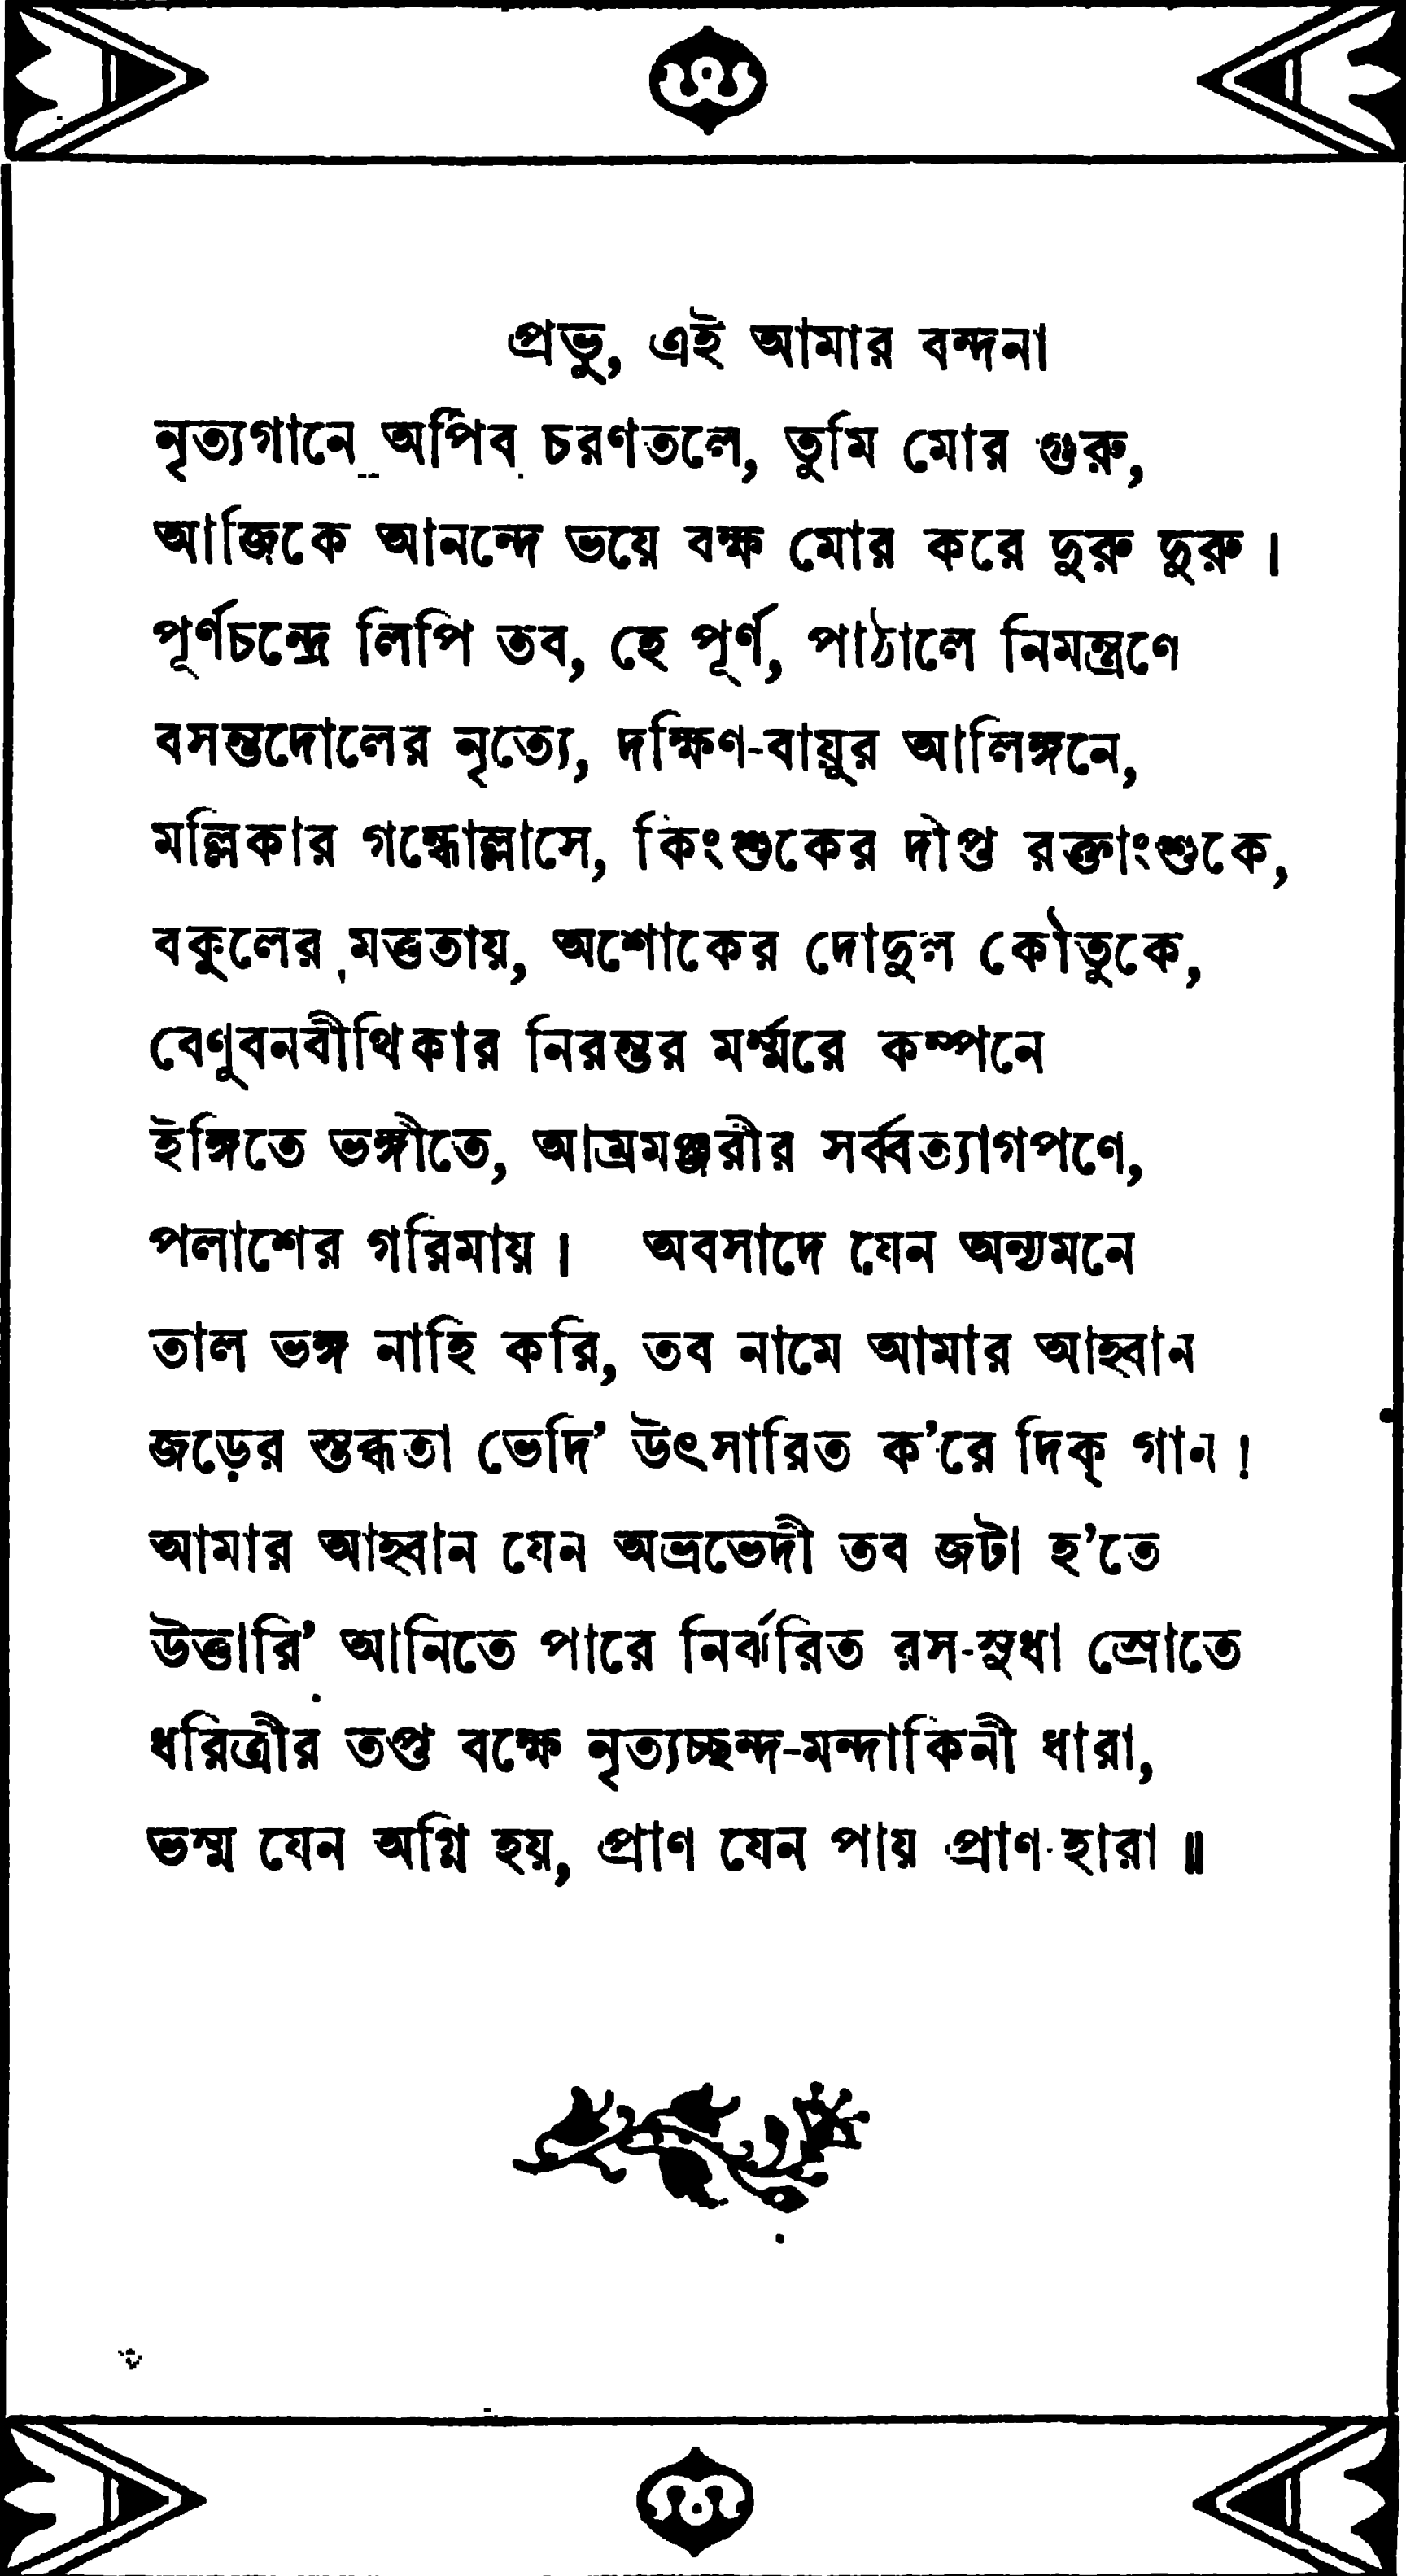 প্রভু, এই আমার বন্দনা
নৃত্যগানে অর্পিব চরণতলে, তুমি মোর গুরু,
আজিকে আনন্দে ভয়ে বক্ষ মোর করে দুরু দুরু ।
পূর্ণচন্দ্রে লিপি তব, হে পূর্ণ, পাঠালে নিমন্ত্রণে
বসন্তদোলের নৃত্যে, দক্ষিণ-বায়ুর আলিঙ্গনে,
মল্লিকার গন্ধোল্লাসে, কিংশুকের দীপ্ত রক্তাংশুকে,
বকুলের মত্ততায়, অশোকের দোদুল কৌতুকে,
বেণুবনবীথিকার নিরন্তর মর্ম্মরে কম্পনে
ইঙ্গিতে ভঙ্গীতে, আম্রমঞ্জরীর সর্ব্বত্যাগপণে,
পলাশের গরিমায় । অবসাদে যেন অন্যমনে
তাল ভঙ্গ নাহি করি, তব নামে আমার আহ্বান
জড়ের স্তব্ধতা ভেদি’ উৎসারিত ক’রে দিক্ গান !
আমার আহ্বান যেন অভ্রভেদী তব জটা হ’তে
উত্তারি’ আনিতে পারে নির্ঝরিত রস-সুধা স্রোতে
ধরিত্রীর তপ্ত বক্ষে নৃত্যচ্ছন্দ-মন্দাকিনী ধারা,
ভস্ম যেন অগ্নি হয়, প্রাণ যেন পায় প্রাণ-হারা ॥